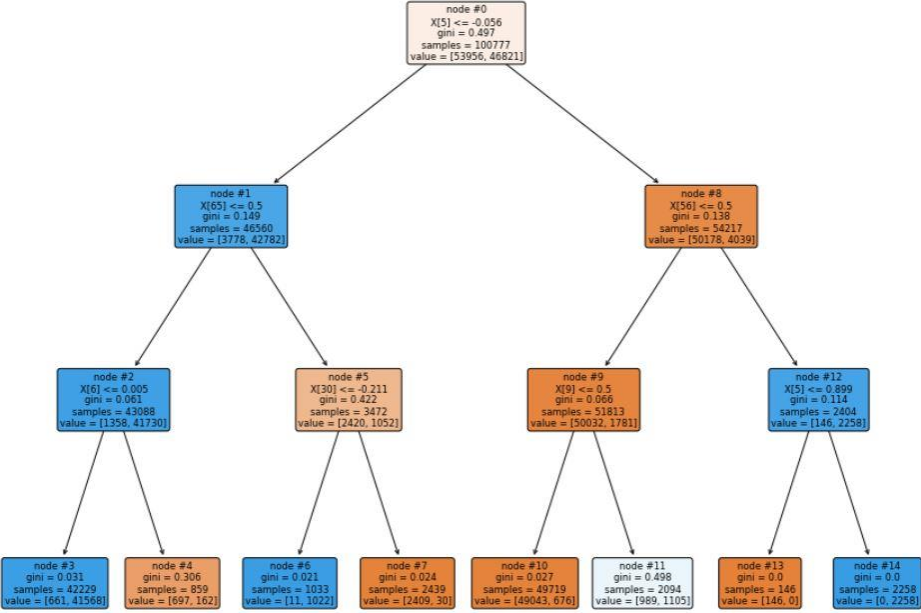 node #0
X[5] <= -0.056
gini = 0.497
samples = 100777
value = [53956, 46821]
node #1
X[65] <= 0.5
gini = 0.149
samples = 46560
value = [3778, 42782]
node #8
X[56] <= 0.5
gini = 0.138
samples = 54217
value = [50178, 4039]
node #2
X[6] <= 0.005
gini = 0.061
samples = 43088
value = [1358, 41730]
node #5
X[30] <= -0.211
gini = 0.422
samples = 3472
value = [2420, 1052]
node #9
X[9] <= 0.5
gini = 0.066
samples = 51813
value = [50032, 1781]
node #12
X[5] <= 0.899
gini = 0.114
samples = 2404
value = [146, 2258]
node #3
gini = 0.031
samples = 42229
value = [661, 41568]
node #4
gini = 0.306
samples = 859
value = [697, 162]
node #6
gini = 0.021
samples = 1033
value = [11, 1022]
node #7
gini = 0.024
samples = 2439
value = [2409, 30]
node #10
gini = 0.027
samples = 49719
value = [49043, 676]
node #11
gini = 0.498
samples = 2094
value = [989, 1105]
node #13
gini = 0.0
samples = 146
value = [146, 0]
node #14
gini = 0.0
samples = 2258
value = [0, 2258]